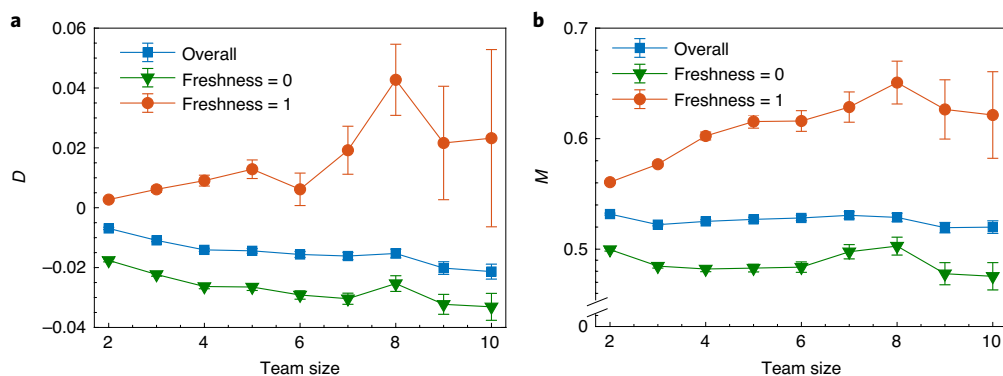 a
D
0.06
0.04
0.02
0
−0.02
−0.04
Overall
Freshness = 0
Freshness = 1
2
4
6
8
10
Team size
b
M
0.7
0.6
0.5
0
Overall
Freshness = 0
Freshness = 1
2
4
6
8
10
Team size